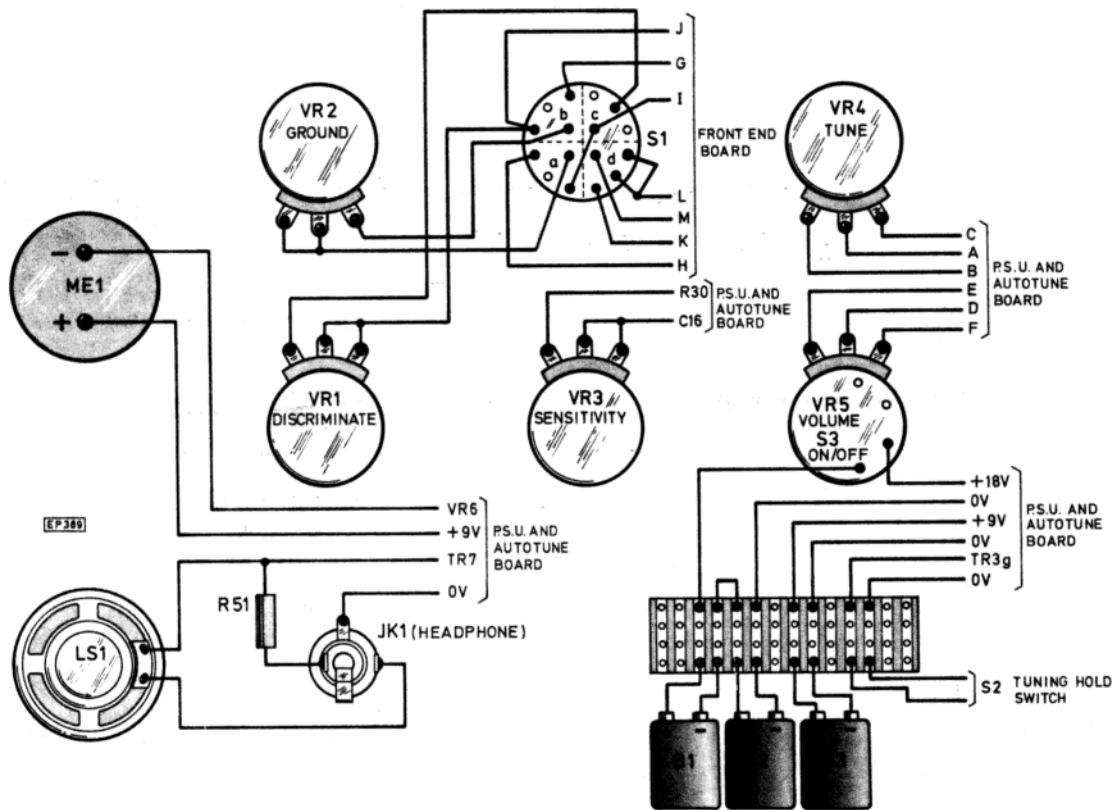 J
G
I
VR2
GROUND
b
c
S1
a
d
FRONT END
BOARD
L
M
K
H
VR4
TUNE
C
A
B
E
D
F
P.S.U. AND
AUTOTUNE
BOARD
-
ME1
+
R30
C16
P.S.U. AND
AUTOTUNE
BOARD
VR1
DISCRIMINATE
VR3
SENSITIVITY
VR5
VOLUME
S3
ON/OFF
+18V
0V
+9V
0V
TR3g
0V
P.S.U. AND
AUTOTUNE
BOARD
EP369
VR6
+9V
TR7
0V
P.S.U. AND
AUTOTUNE
BOARD
R51
JK1 (HEADPHONE)
LS1
S2 TUNING HOLD
SWITCH
-
-
-
B1